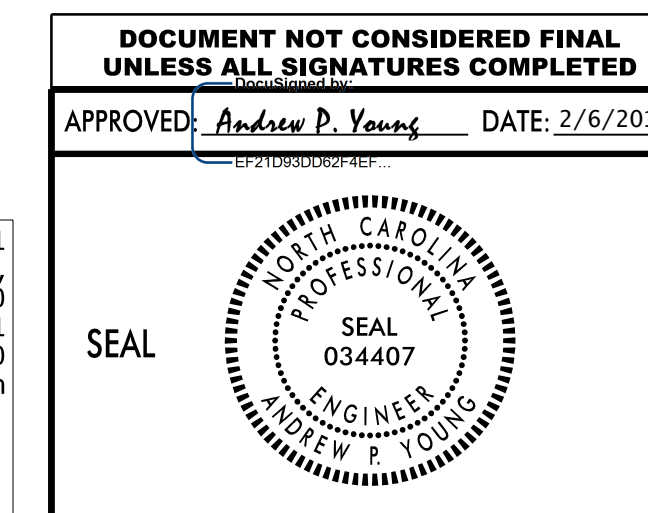 DOCUMENT NOT CONSIDERED FINAL
UNLESS ALL SIGNATURES COMPLETED
DocuSigned by:
APPROVED: Andrew P. Young DATE: 2/6/201
EF21D93DD62F4EF...
SEAL
NORTH CAROLINA
PROFESSIONAL
SEAL
034407
ENGINEER
ANDREW P. YOUNG